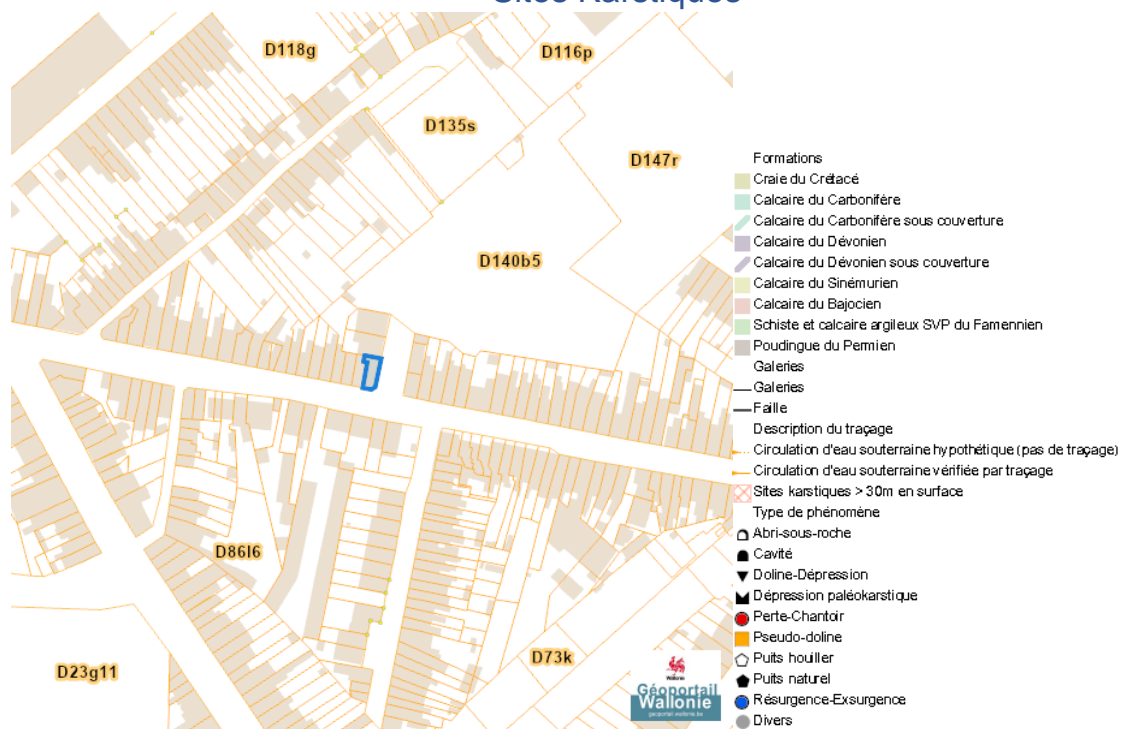 Sites Karstiques
D118g
D116p
D135s
D147r
D140b5
D86l6
D23g11
D73k
Wallonie
Géoportail
Wallonie
geoportail.wallonie.be
Formations
Craie du Crétacé
Calcaire du Carbonifère
Calcaire du Carbonifère sous couverture
Calcaire du Dévonien
Calcaire du Dévonien sous couverture
Calcaire du Sinémurien
Calcaire du Bajocien
Schiste et calcaire argileux SVP du Famennien
Poudingue du Permien
Galeries
Galeries
Faille
Description du traçage
Circulation d'eau souterraine hypothétique (pas de traçage)
Circulation d'eau souterraine vérifiée par traçage
Sites karstiques > 30m en surface
Type de phénomène
Abri-sous-roche
Cavité
Doline-Dépression
Dépression paléokarstique
Perte-Chantoir
Pseudo-doline
Puits houiller
Puits naturel
Résurgence-Exsurgence
Divers